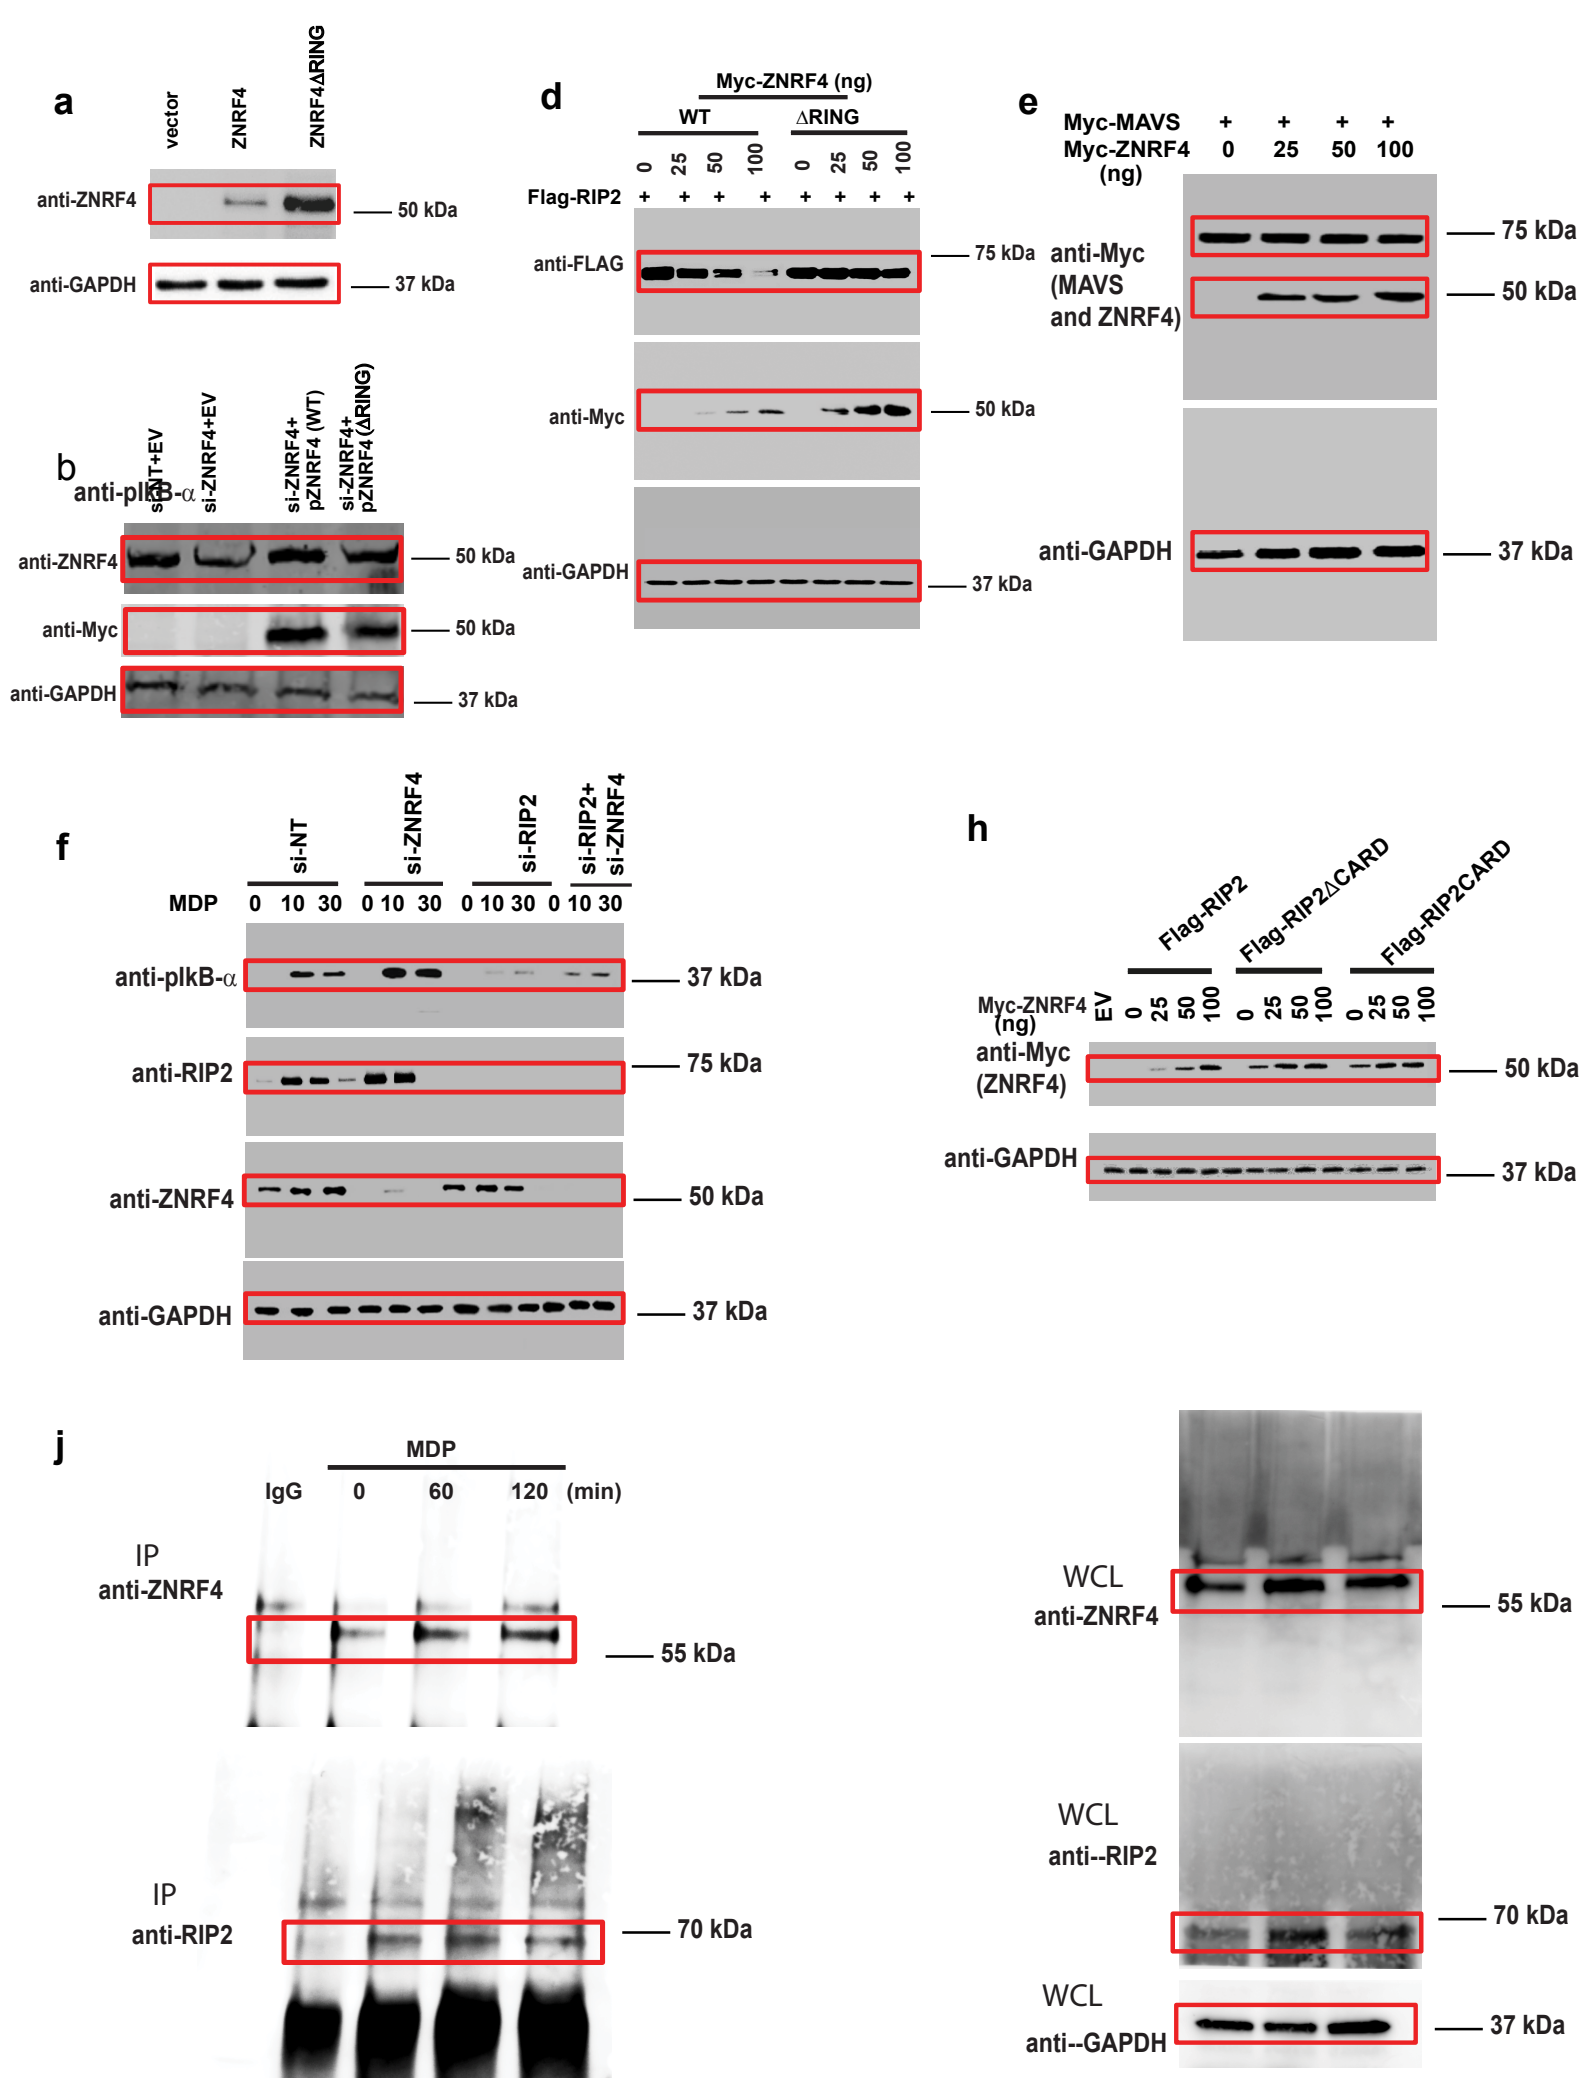 a
vector
ZNRF4
ZNRF4ΔRING
anti-ZNRF4
50 kDa
anti-GAPDH
37 kDa
b
si-NT+EV
si-ZNRF4+EV
si-ZNRF4+
pZNRF4 (WT)
si-ZNRF4+
pZNRF4 (ΔRING)
anti-pIkB-α
anti-ZNRF4
50 kDa
anti-Myc
50 kDa
anti-GAPDH
37 kDa
d
Myc-ZNRF4 (ng)
WT ΔRING
0 25 50 100 0 25 50 100
Flag-RIP2 + + + + + + + +
anti-FLAG
75 kDa
anti-Myc
50 kDa
anti-GAPDH
37 kDa
e
Myc-MAVS + + + +
Myc-ZNRF4 0 25 50 100
(ng)
75 kDa
anti-Myc
(MAVS
and ZNRF4)
50 kDa
anti-GAPDH
37 kDa
f
si-NT
si-ZNRF4
si-RIP2
si-RIP2+
si-ZNRF4
MDP 0 10 30 0 10 30 0 10 30 0 10 30
anti-pIkB-α
37 kDa
anti-RIP2
75 kDa
anti-ZNRF4
50 kDa
anti-GAPDH
37 kDa
h
Flag-RIP2
Flag-RIP2ΔCARD
Flag-RIP2CARD
Myc-ZNRF4
(ng)
EV 0 25 50 100 0 25 50 100 0 25 50 100
anti-Myc
(ZNRF4)
50 kDa
anti-GAPDH
37 kDa
j
MDP
IgG 0 60 120 (min)
IP
anti-ZNRF4
55 kDa
IP
anti-RIP2
70 kDa
WCL
anti-ZNRF4
55 kDa
WCL
anti--RIP2
70 kDa
WCL
anti--GAPDH
37 kDa